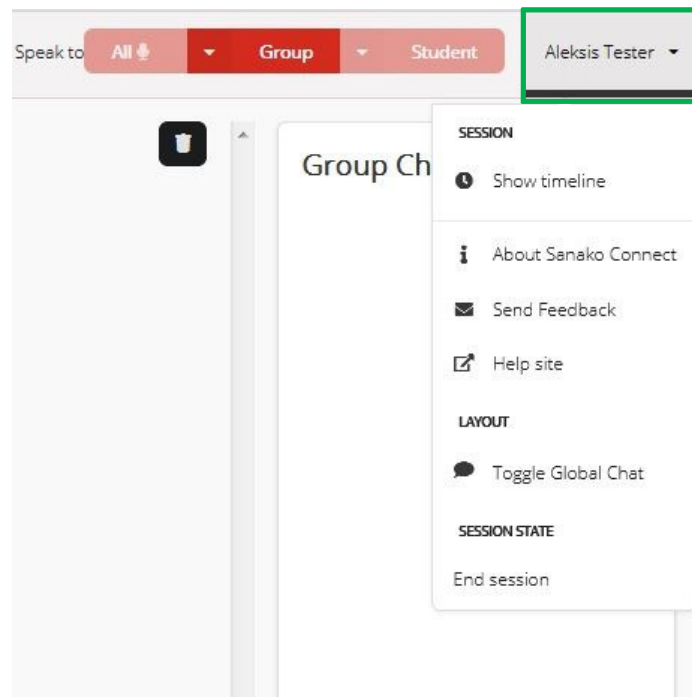 Speak to All Group Student Aleksis Tester
SESSION
Group Ch
Show timeline
About Sanako Connect
Send Feedback
Help site
LAYOUT
Toggle Global Chat
SESSION STATE
End session